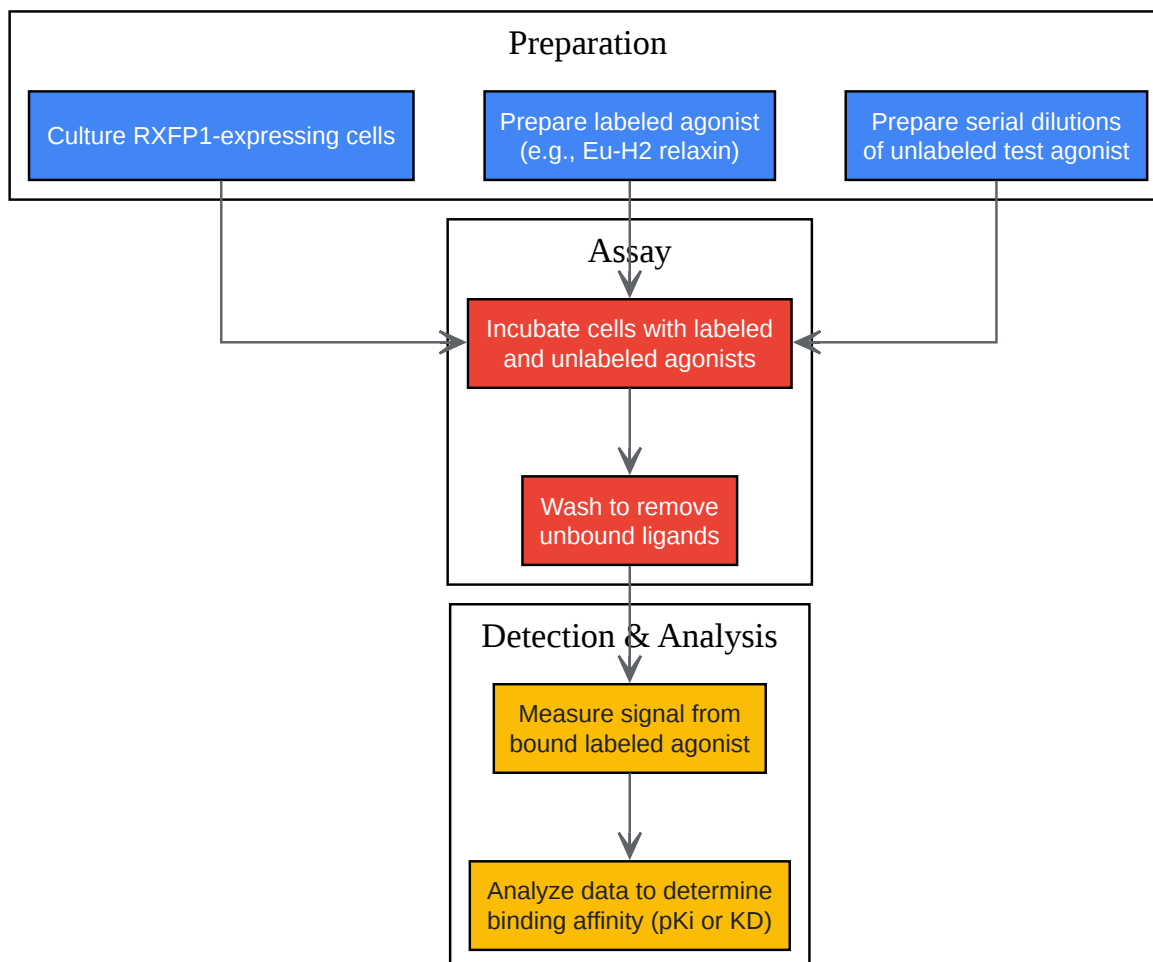 Preparation
Culture RXFP1-expressing cells
Prepare labeled agonist
(e.g., Eu-H2 relaxin)
Prepare serial dilutions
of unlabeled test agonist
Assay
Incubate cells with labeled
and unlabeled agonists
Wash to remove
unbound ligands
Detection & Analysis
Measure signal from
bound labeled agonist
Analyze data to determine
binding affinity (pKi or KD)